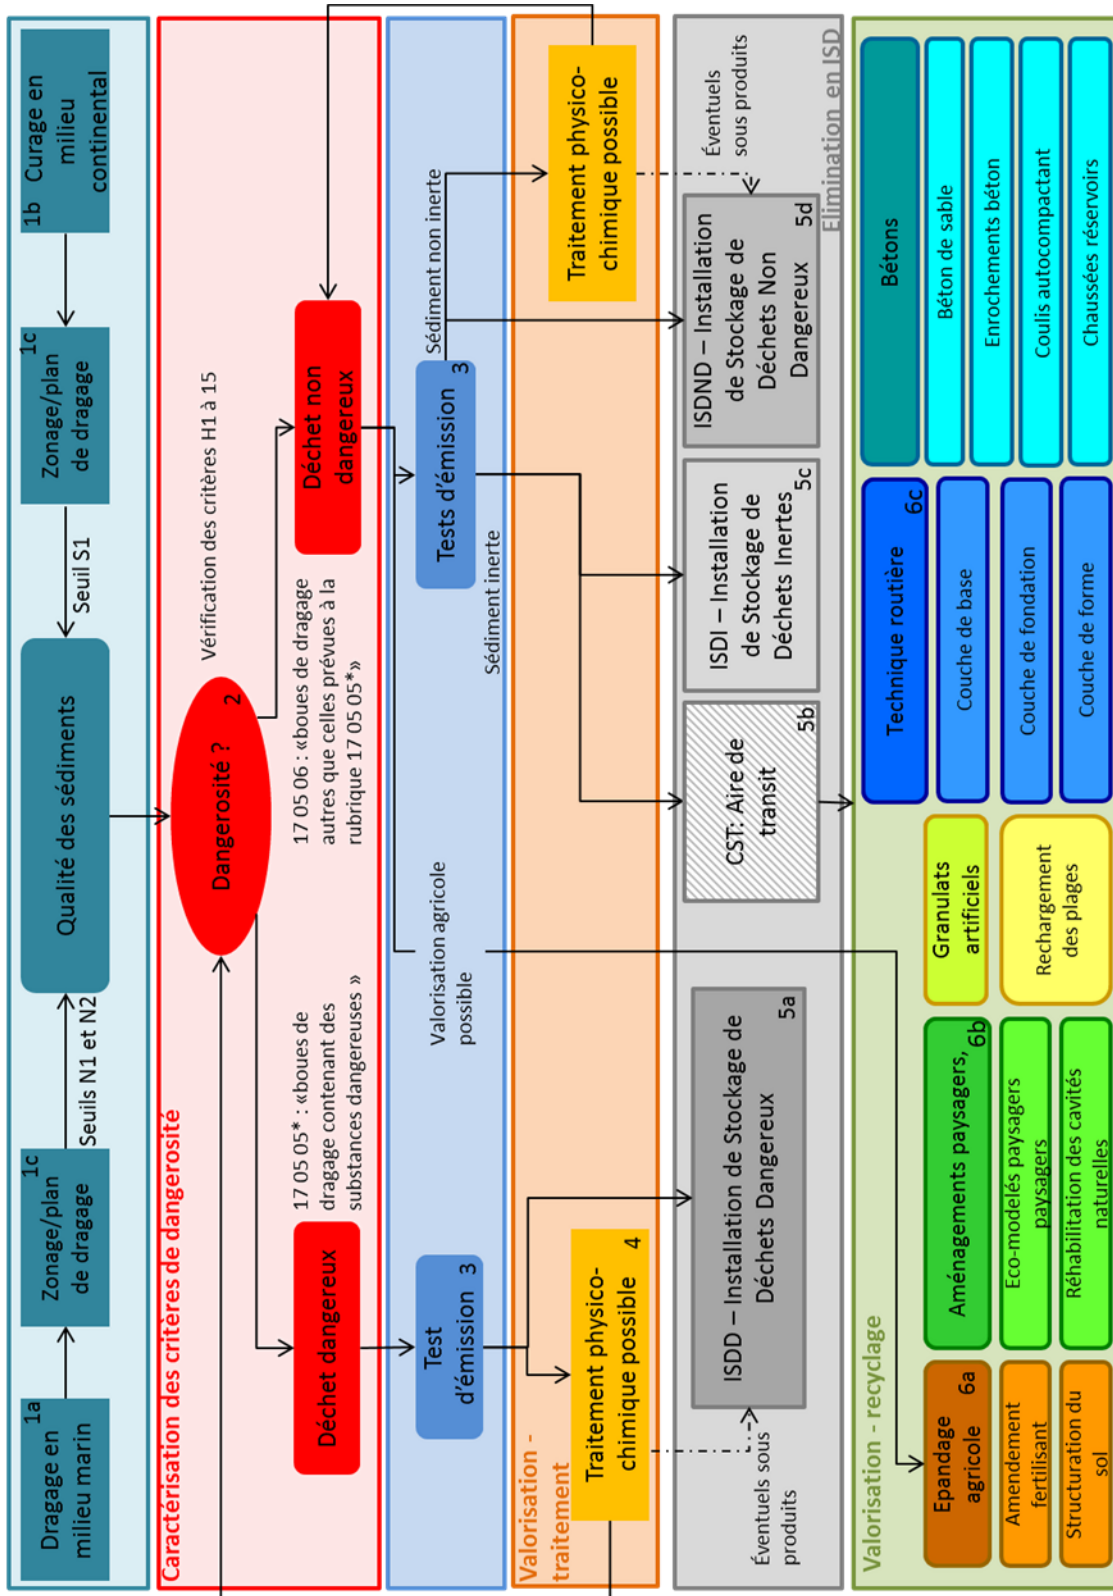 Dragage en
milieu marin
1a
Zonage/plan
de dragage
1c
Seuils N1 et N2
Qualité des sédiments
Seuil S1
Zonage/plan
de dragage
1c
1b
Curage en
milieu
continental
Caractérisation des critères de dangerosité
Dangerosité ?
2
Vérification des critères H1 à 15
Déchet dangereux
17 05 05* : «boues de
dragage contenant des
substances dangereuses »
17 05 06 : «boues de dragage
autres que celles prévues à la
rubrique 17 05 05*»
Déchet non
dangereux
Test
d'émission
3
Valorisation agricole
possible
Sédiment inerte
Tests d'émission
3
Sédiment non inerte
Valorisation -
traitement
Traitement physico-
chimique possible
4
Traitement physico-
chimique possible
Éventuels sous
produits
ISDD – Installation de Stockage de
Déchets Dangereux
5a
CST: Aire de
transit
5b
ISDI – Installation
de Stockage de
Déchets Inertes
5c
ISDND – Installation
de Stockage de
Déchets Non
Dangereux
5d
Éventuels
sous produits
Elimination en ISD
Valorisation - recyclage
Epandage
agricole
6a
Amendement
fertilisant
Structuration du
sol
Aménagements paysagers,
6b
Eco-modelés paysagers
paysagers
Réhabilitation des cavités
naturelles
Granulats
artificiels
Rechargement
des plages
Technique routière
6c
Couche de base
Couche de fondation
Couche de forme
Bétons
Béton de sable
Enrochements béton
Coulis autocompactant
Chaussées réservoirs